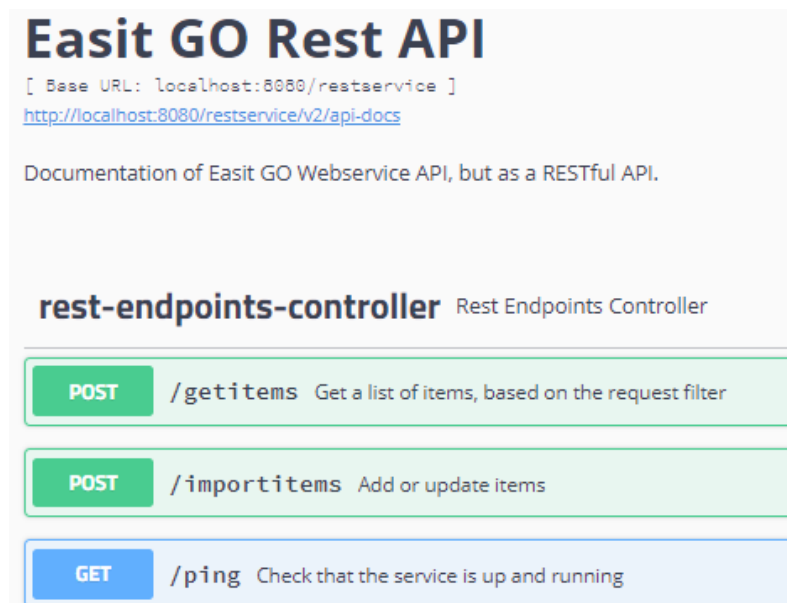 Easit GO Rest API
[ Base URL: localhost:8080/restservice ]
http://localhost:8080/restservice/v2/api-docs
Documentation of Easit GO Webservice API, but as a RESTful API.
rest-endpoints-controller Rest Endpoints Controller
POST /getitems Get a list of items, based on the request filter
POST /importitems Add or update items
GET /ping Check that the service is up and running